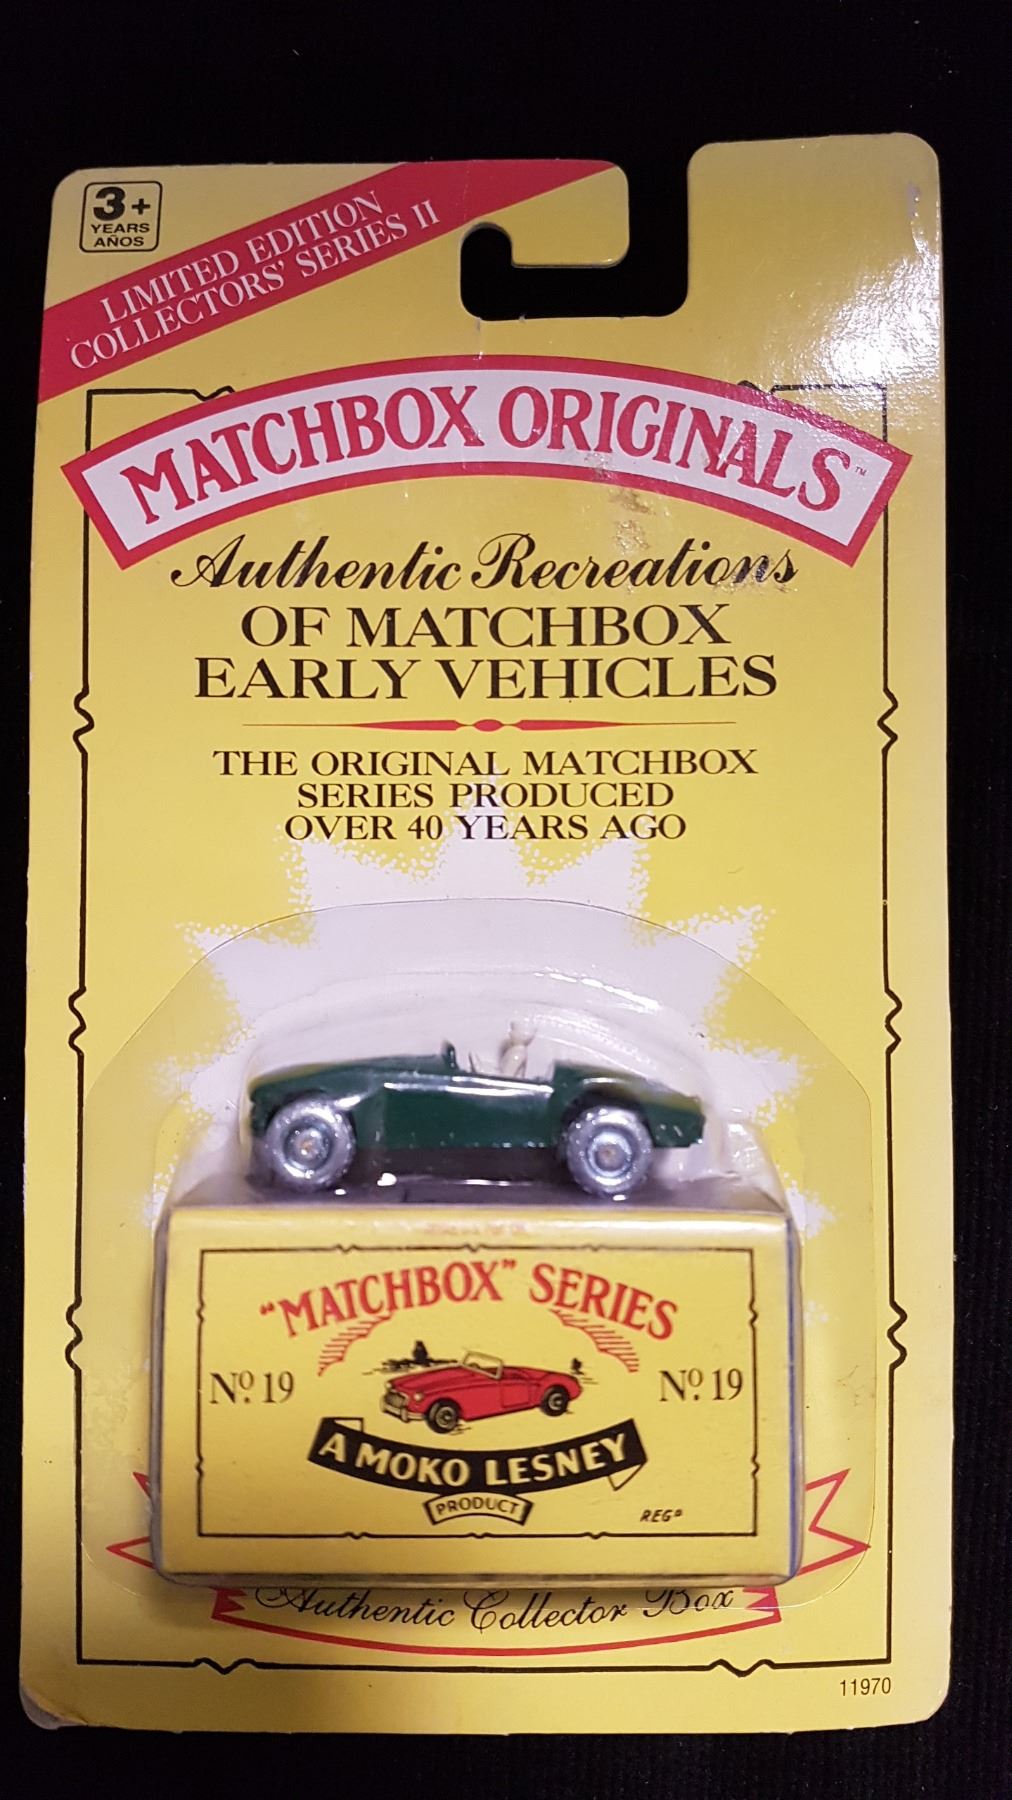 3+
YEARS
AÑOS
LIMITED EDITION
COLLECTORS' SERIES II
MATCHBOX ORIGINALS™
Authentic Recreations
OF MATCHBOX
EARLY VEHICLES
THE ORIGINAL MATCHBOX
SERIES PRODUCED
OVER 40 YEARS AGO
"MATCHBOX" SERIES
Nº 19 Nº 19
A MOKO LESNEY
PRODUCT
REGᴰ
Authentic Collector Box
11970